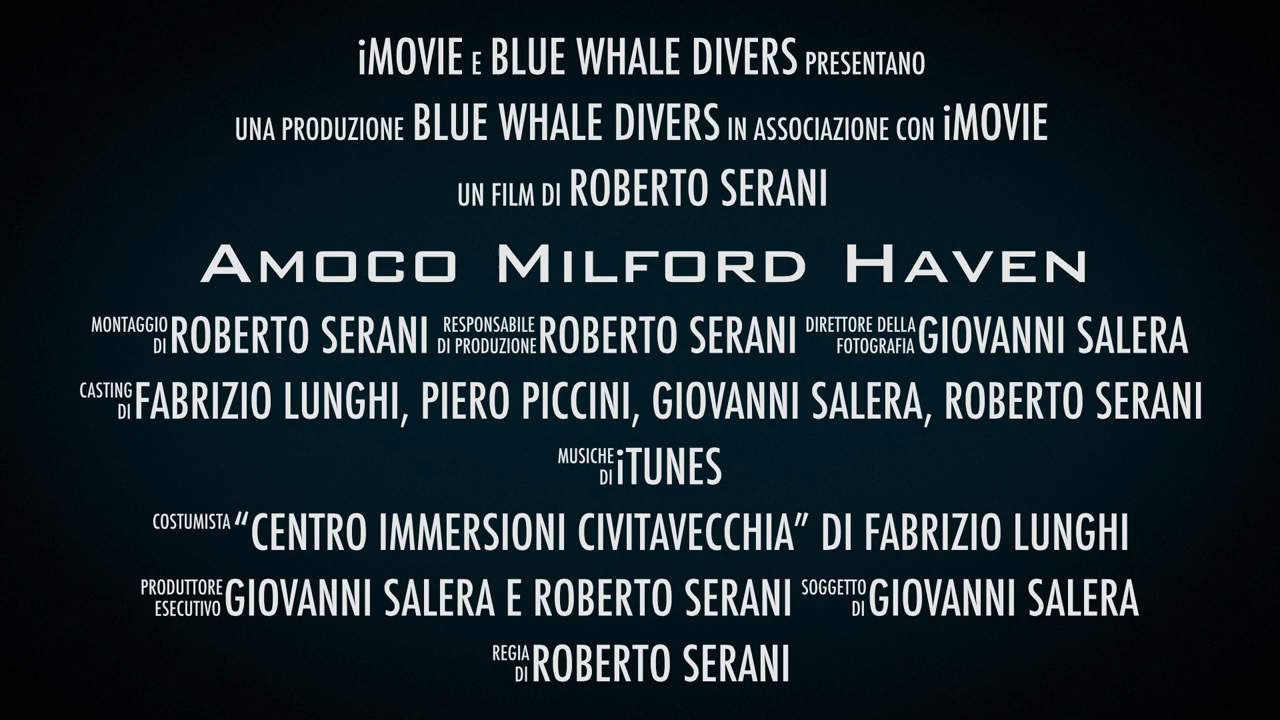 iMOVIE E BLUE WHALE DIVERS PRESENTANO
UNA PRODUZIONE BLUE WHALE DIVERS IN ASSOCIAZIONE CON iMOVIE
UN FILM DI ROBERTO SERANI
AMOCO MILFORD HAVEN
MONTAGGIO DI ROBERTO SERANI RESPONSABILE DI PRODUZIONE ROBERTO SERANI DIRETTORE DELLA FOTOGRAFIA GIOVANNI SALERA
CASTING DI FABRIZIO LUNGHI, PIERO PICCINI, GIOVANNI SALERA, ROBERTO SERANI
MUSICHE DI iTUNES
COSTUMISTA “CENTRO IMMERSIONI CIVITAVECCHIA” DI FABRIZIO LUNGHI
PRODUTTORE ESECUTIVO GIOVANNI SALERA E ROBERTO SERANI SOGGETTO DI GIOVANNI SALERA
REGIA DI ROBERTO SERANI